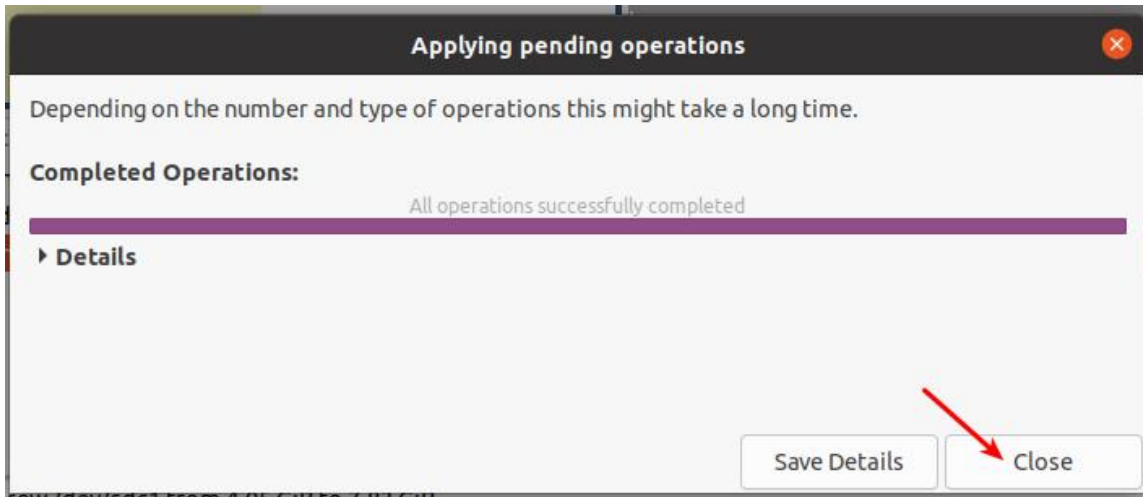 Applying pending operations
Depending on the number and type of operations this might take a long time.
Completed Operations:
All operations successfully completed
Details
Save Details
Close